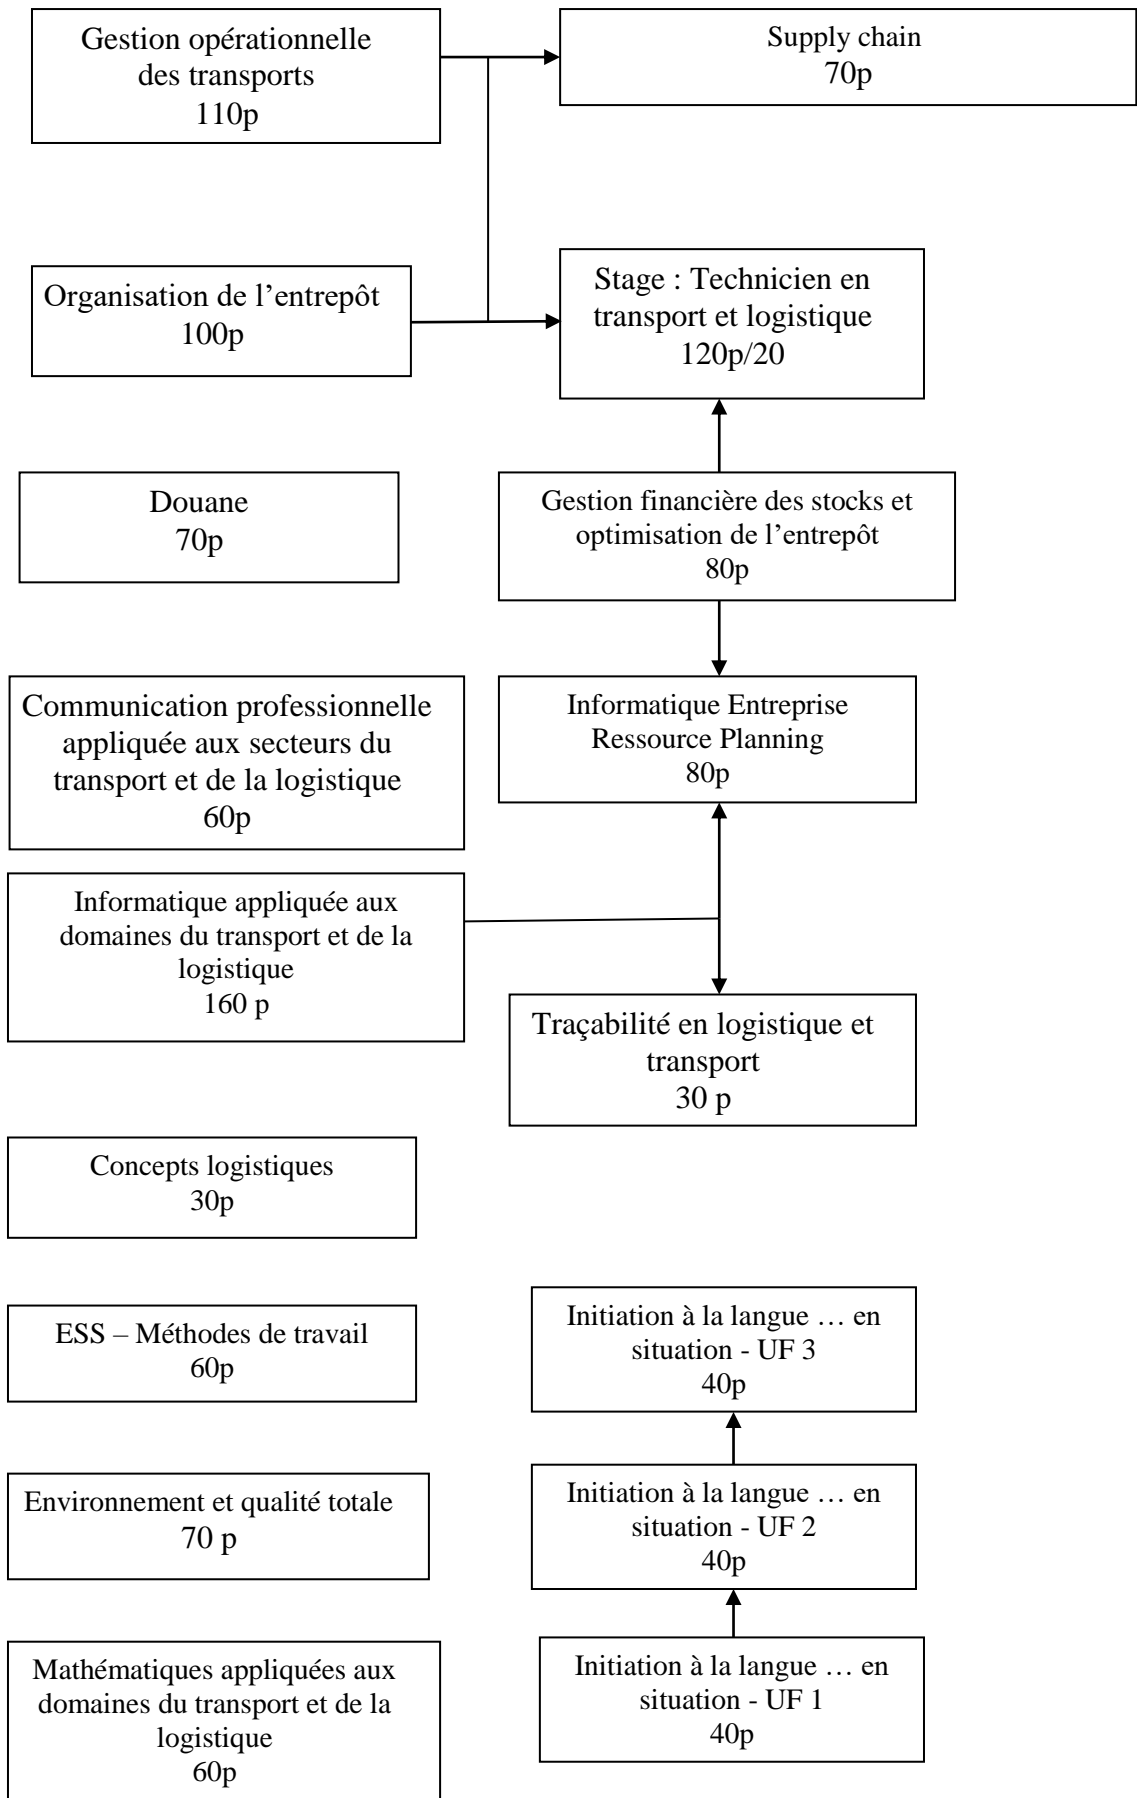 Gestion opérationnelle
des transports
110p
Supply chain
70p
Organisation de l’entrepôt
100p
Stage : Technicien en
transport et logistique
120p/20
Douane
70p
Gestion financière des stocks et
optimisation de l’entrepôt
80p
Communication professionnelle
appliquée aux secteurs du
transport et de la logistique
60p
Informatique Entreprise
Ressource Planning
80p
Informatique appliquée aux
domaines du transport et de la
logistique
160 p
Traçabilité en logistique et
transport
30 p
Concepts logistiques
30p
ESS – Méthodes de travail
60p
Initiation à la langue … en
situation - UF 3
40p
Environnement et qualité totale
70 p
Initiation à la langue … en
situation - UF 2
40p
Mathématiques appliquées aux
domaines du transport et de la
logistique
60p
Initiation à la langue … en
situation - UF 1
40p